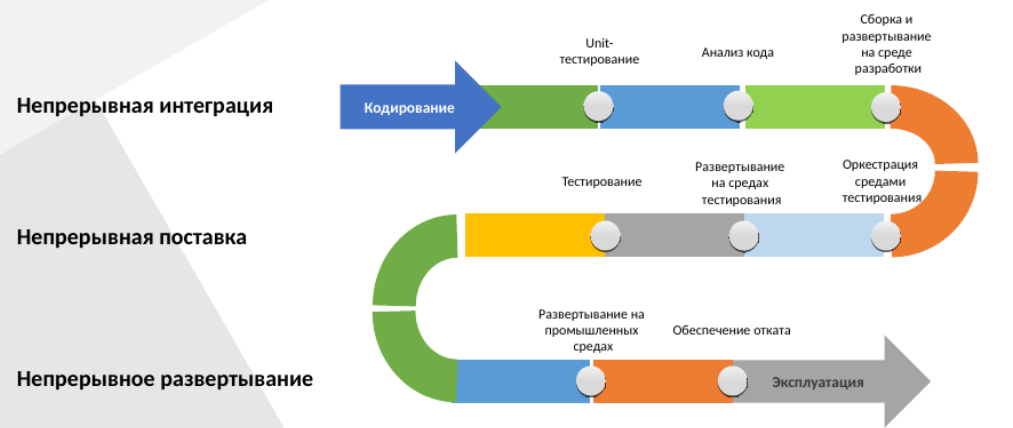 Непрерывная интеграция
Кодирование
Unit-
тестирование
Анализ кода
Сборка и
развертывание
на среде
разработки
Непрерывная поставка
Тестирование
Развертывание
на средах
тестирования
Оркестрация
средами
тестирования
Непрерывное развертывание
Развертывание на
промышленных
средах
Обеспечение отката
Эксплуатация